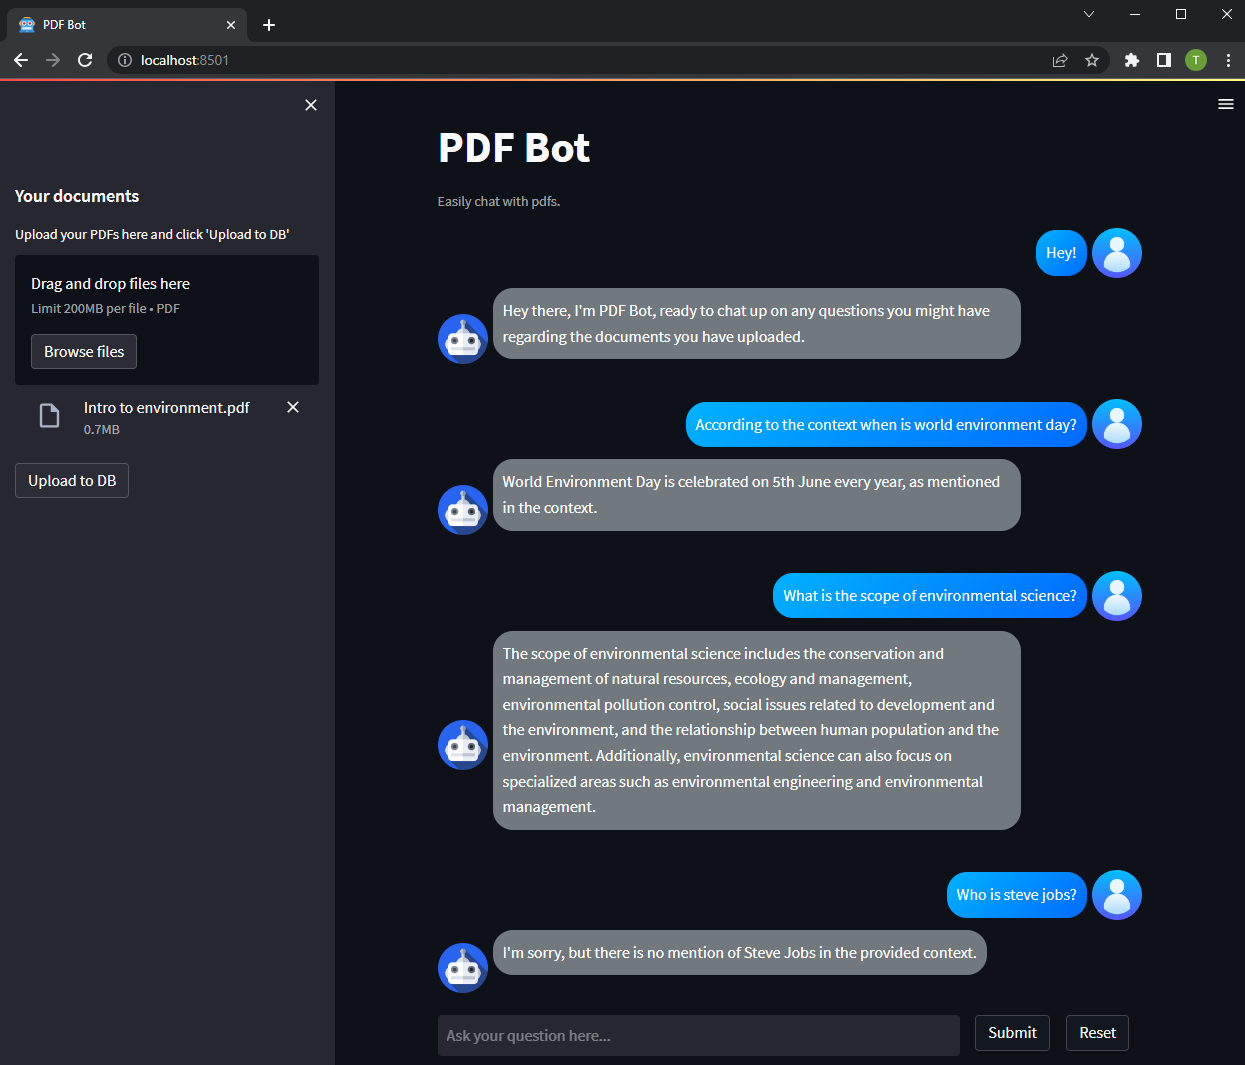 PDF Bot
localhost:8501
T
Your documents
Upload your PDFs here and click 'Upload to DB'
Drag and drop files here
Limit 200MB per file • PDF
Browse files
Intro to environment.pdf
0.7MB
Upload to DB
PDF Bot
Easily chat with pdfs.
Hey!
Hey there, I'm PDF Bot, ready to chat up on any questions you might have
regarding the documents you have uploaded.
According to the context when is world environment day?
World Environment Day is celebrated on 5th June every year, as mentioned
in the context.
What is the scope of environmental science?
The scope of environmental science includes the conservation and
management of natural resources, ecology and management,
environmental pollution control, social issues related to development and
the environment, and the relationship between human population and the
environment. Additionally, environmental science can also focus on
specialized areas such as environmental engineering and environmental
management.
Who is steve jobs?
I'm sorry, but there is no mention of Steve Jobs in the provided context.
Ask your question here...
Submit
Reset